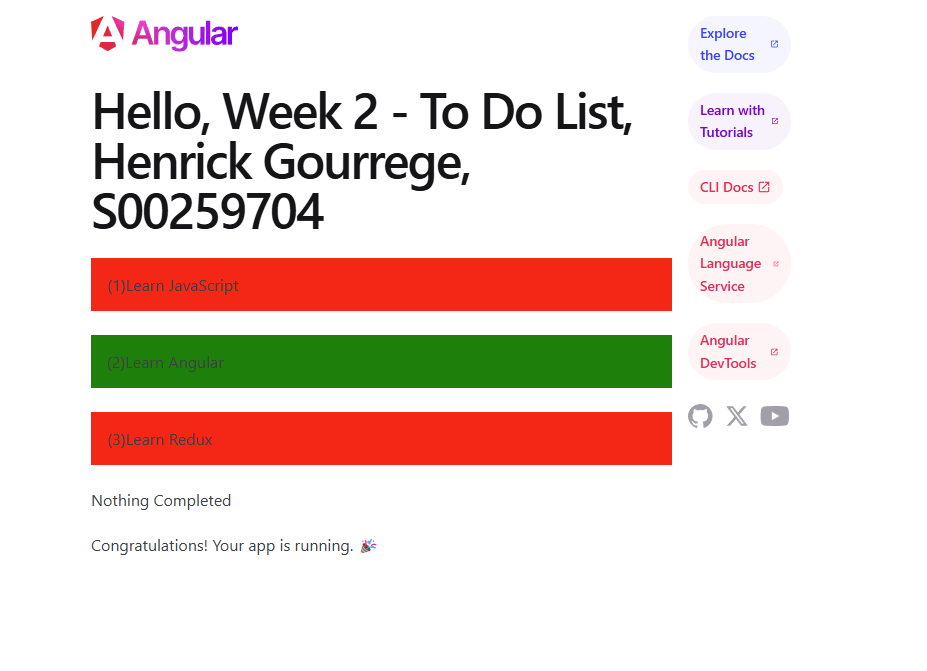 Angular
Hello, Week 2 - To Do List,
Henrick Gourrege,
S00259704
(1)Learn JavaScript
(2)Learn Angular
(3)Learn Redux
Nothing Completed
Congratulations! Your app is running. 🎉
Explore
the Docs
Learn with
Tutorials
CLI Docs
Angular
Language
Service
Angular
DevTools